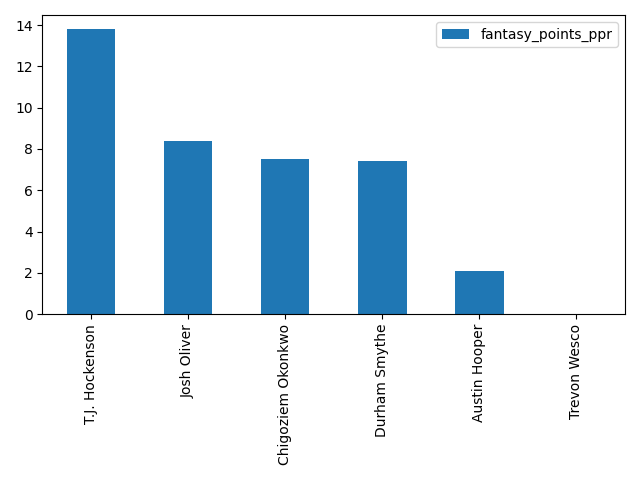 fantasy_points_ppr
14
12
10
8
6
4
2
0
T.J. Hockenson
Josh Oliver
Chigoziem Okonkwo
Durham Smythe
Austin Hooper
Trevon Wesco